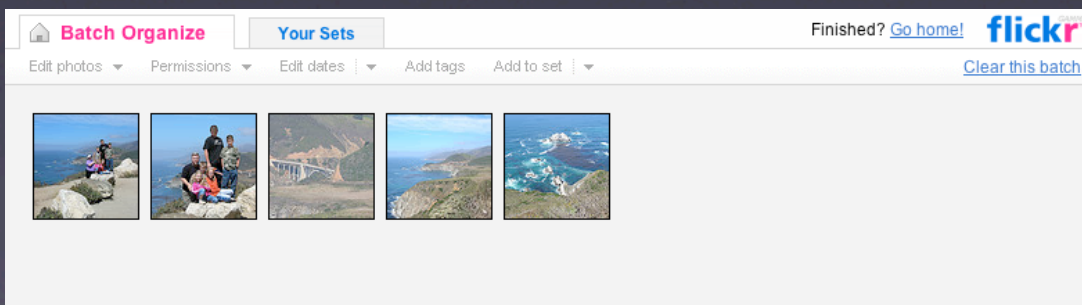 Batch Organize Your Sets Finished? Go home! flickr
Edit photos Permissions Edit dates Add tags Add to set Clear this batch